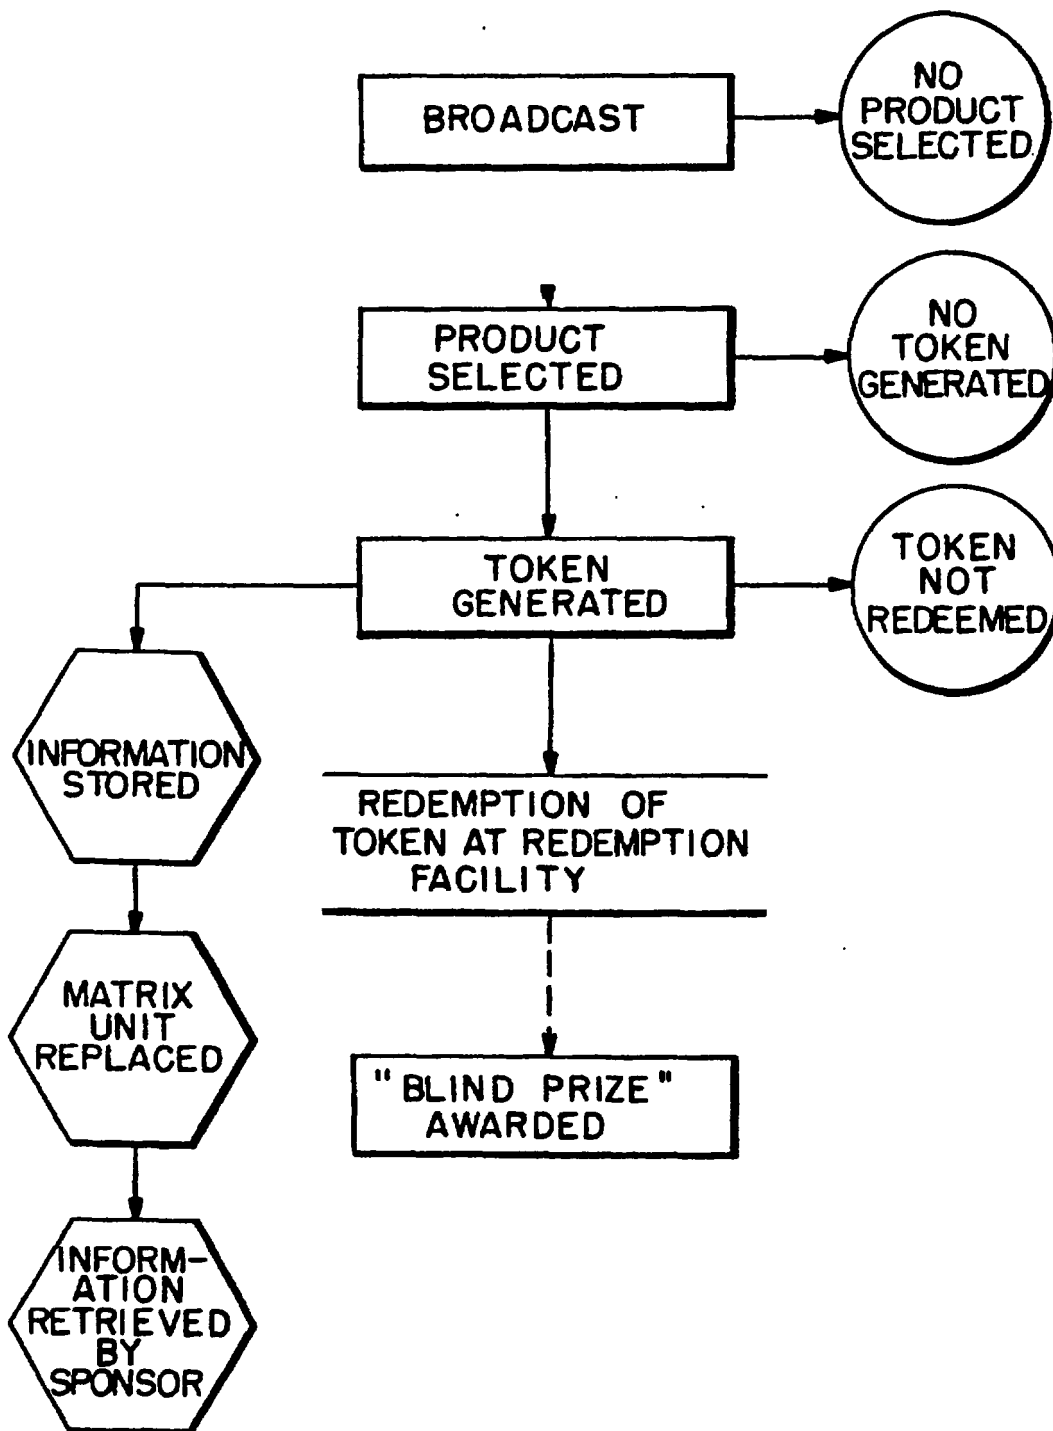 BROADCAST
NO
PRODUCT
SELECTED
PRODUCT
SELECTED
NO
TOKEN
GENERATED
TOKEN
GENERATED
TOKEN
NOT
REDEEMED
INFORMATION
STORED
REDEMPTION OF
TOKEN AT REDEMPTION
FACILITY
MATRIX
UNIT
REPLACED
"BLIND PRIZE"
AWARDED
INFORM-
ATION
RETRIEVED
BY
SPONSOR